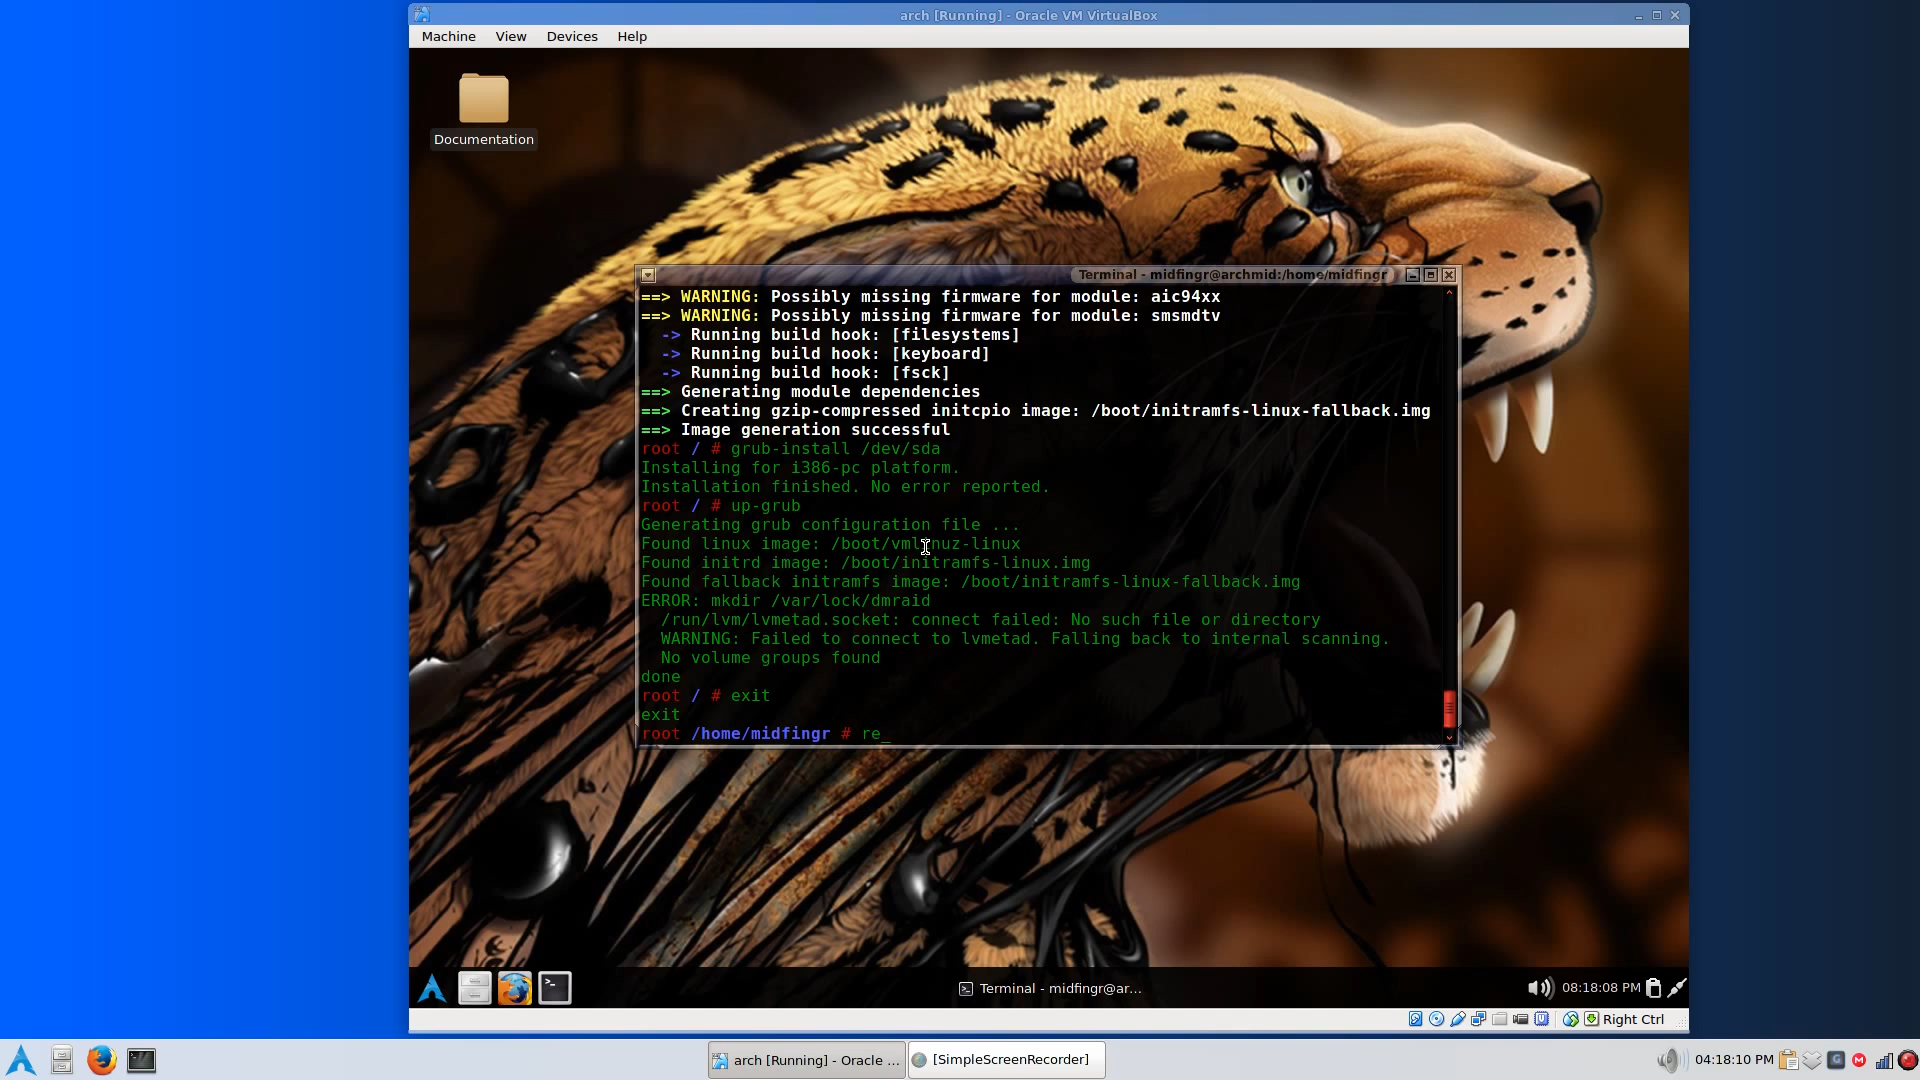 arch [Running] - Oracle VM VirtualBox
Machine View Devices Help
Documentation
Terminal - midfingr@archmid:/home/midfingr
==> WARNING: Possibly missing firmware for module: aic94xx
==> WARNING: Possibly missing firmware for module: smsmdtv
-> Running build hook: [filesystems]
-> Running build hook: [keyboard]
-> Running build hook: [fsck]
==> Generating module dependencies
==> Creating gzip-compressed initcpio image: /boot/initramfs-linux-fallback.img
==> Image generation successful
root / # grub-install /dev/sda
Installing for i386-pc platform.
Installation finished. No error reported.
root / # up-grub
Generating grub configuration file ...
Found linux image: /boot/vmlinuz-linux
Found initrd image: /boot/initramfs-linux.img
Found fallback initramfs image: /boot/initramfs-linux-fallback.img
ERROR: mkdir /var/lock/dmraid
/run/lvm/lvmetad.socket: connect failed: No such file or directory
WARNING: Failed to connect to lvmetad. Falling back to internal scanning.
No volume groups found
done
root / # exit
exit
root /home/midfingr # re_
Terminal - midfingr@ar...
08:18:08 PM
Right Ctrl
arch [Running] - Oracle ...
[SimpleScreenRecorder]
04:18:10 PM